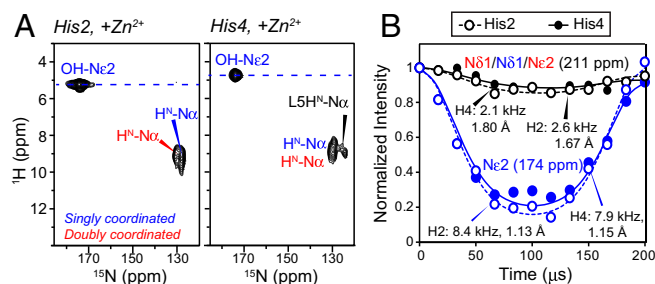 A
His2, +Zn²⁺
His4, +Zn²⁺
OH-Nε2
OH-Nε2
Hᴺ-Nα
Hᴺ-Nα
L5Hᴺ-Nα
Hᴺ-Nα
Hᴺ-Nα
Singly coordinated
Doubly coordinated
¹H (ppm)
4
6
8
10
12
14
170
150
130
170
150
130
¹⁵N (ppm)
¹⁵N (ppm)
B
His2
His4
Nδ1/Nδ1/Nε2 (211 ppm)
H4: 2.1 kHz
1.80 Å
H2: 2.6 kHz
1.67 Å
Nε2 (174 ppm)
H2: 8.4 kHz, 1.13 Å
H4: 7.9 kHz,
1.15 Å
Normalized Intensity
1
0.8
0.6
0.4
0.2
0
0
50
100
150
200
Time (μs)